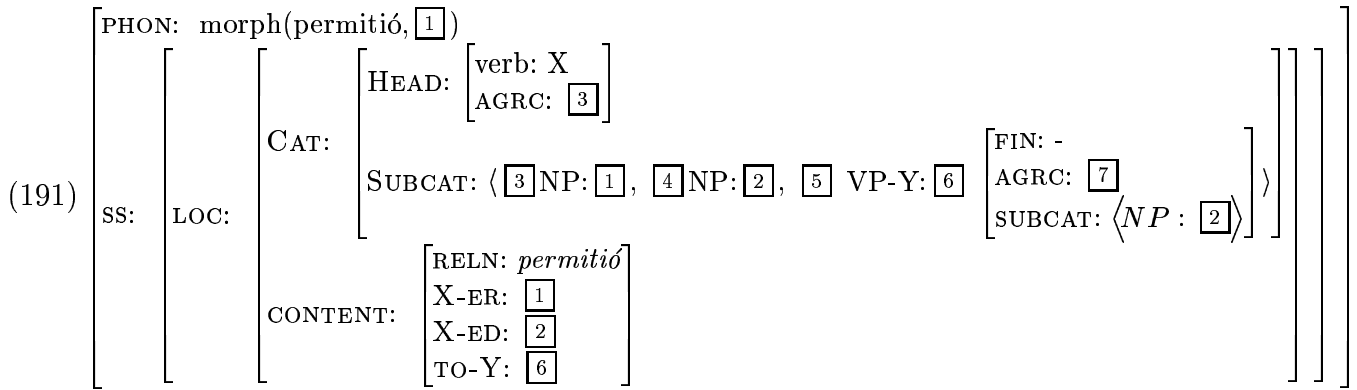 PHON: morph(permitió, 1)
HEAD: verb: X
AGRC: 3
CAT:
FIN: -
(191) SUBCAT: ⟨ 3 NP: 1, 4 NP: 2, 5 VP-Y: 6 AGRC: 7 ⟩
SS: LOC: SUBCAT: ⟨NP : 2⟩
RELN: permitió
X-ER: 1
CONTENT: X-ED: 2
TO-Y: 6